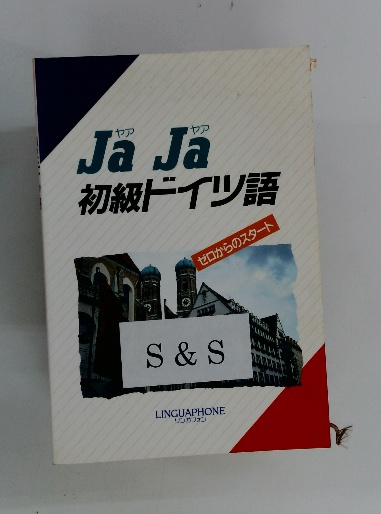 ヤア ヤア
Ja Ja
初級ドイツ語
ゼロからのスタート
S & S
LINGUAPHONE
リンガフォン